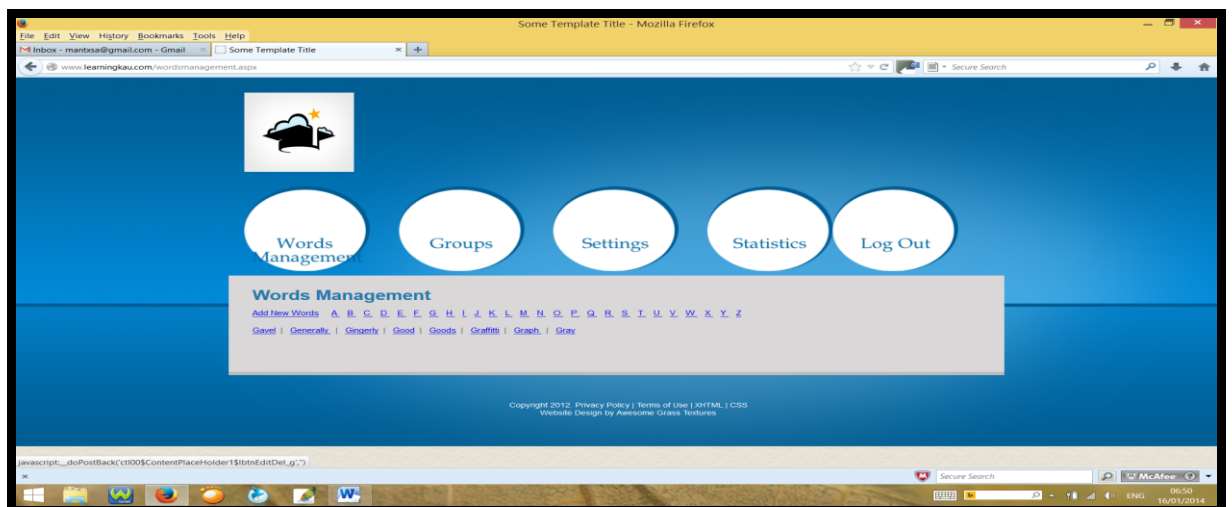 Some Template Title - Mozilla Firefox
File Edit View History Bookmarks Tools Help
Inbox - mantxsa@gmail.com - Gmail × Some Template Title × +
www.learningkau.com/wordsmanagement.aspx Secure Search
Words Management
Groups
Settings
Statistics
Log Out
Words Management
Add New Words A B C D E F G H I J K L M N O P Q R S T U V W X Y Z
Gavel | Generally | Gingerly | Good | Goods | Graffitti | Graph | Gray
Copyright 2012. Privacy Policy | Terms of Use | XHTML | CSS
Website Design by Awesome Grass Textures
javascript:__doPostBack('ctl00$ContentPlaceHolder1$lbtnEditDel_g','')
× Secure Search McAfee
ENG 06:50
16/01/2014